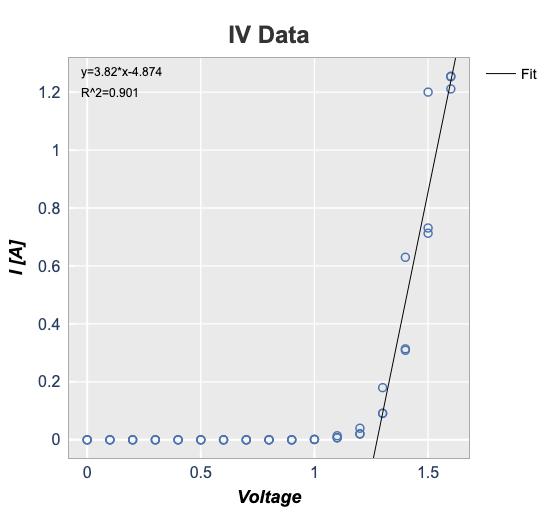 IV Data
y=3.82*x-4.874
R^2=0.901
Fit
1.2
1
0.8
0.6
0.4
0.2
0
I [A]
0 0.5 1 1.5
Voltage